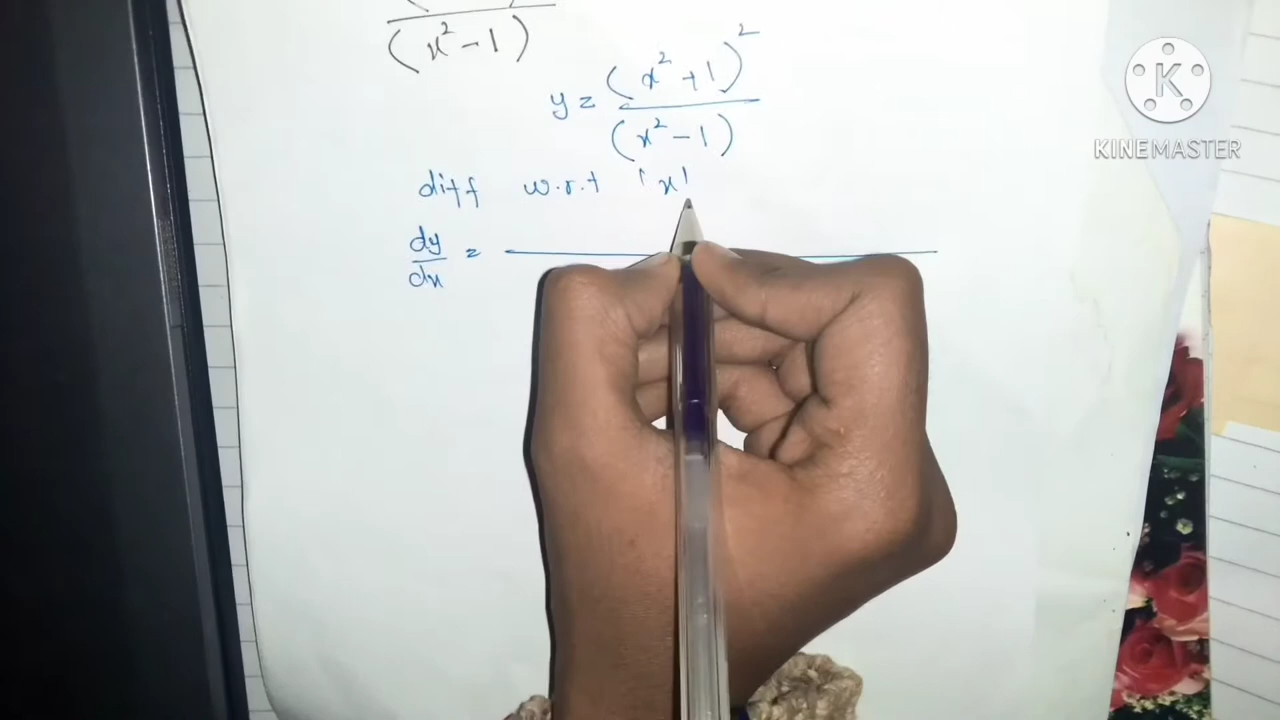 (x² - 1)
y = (x² + 1)² / (x² - 1)
diff w.r.t 'x'
dy/dx =
K
KINEMASTER